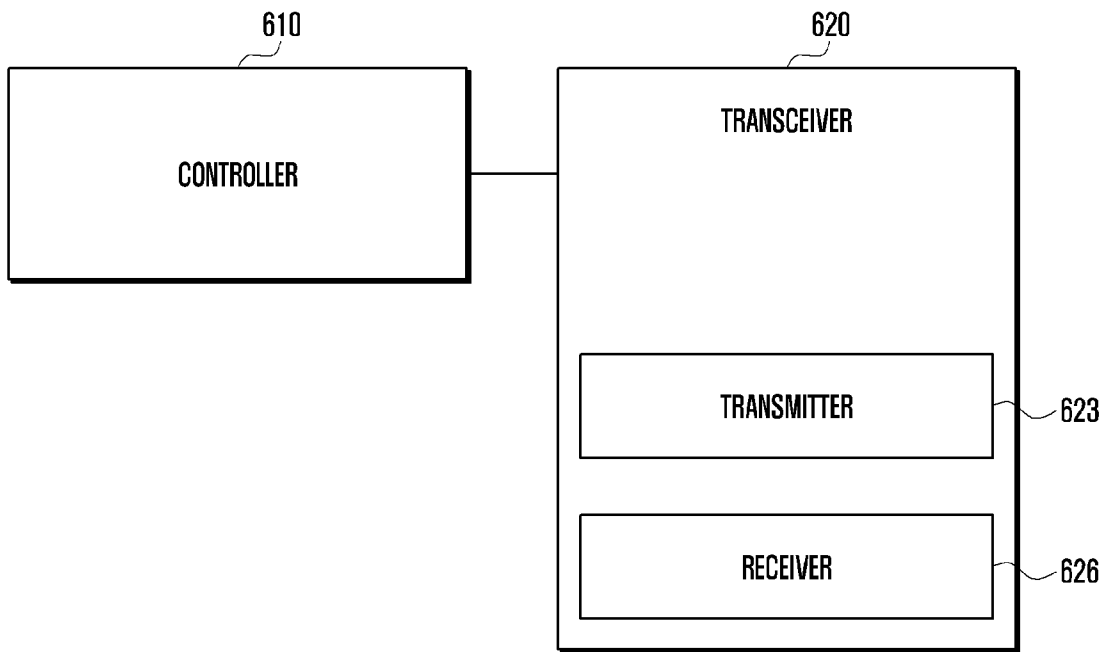 610
620
CONTROLLER
TRANSCEIVER
TRANSMITTER
623
RECEIVER
626